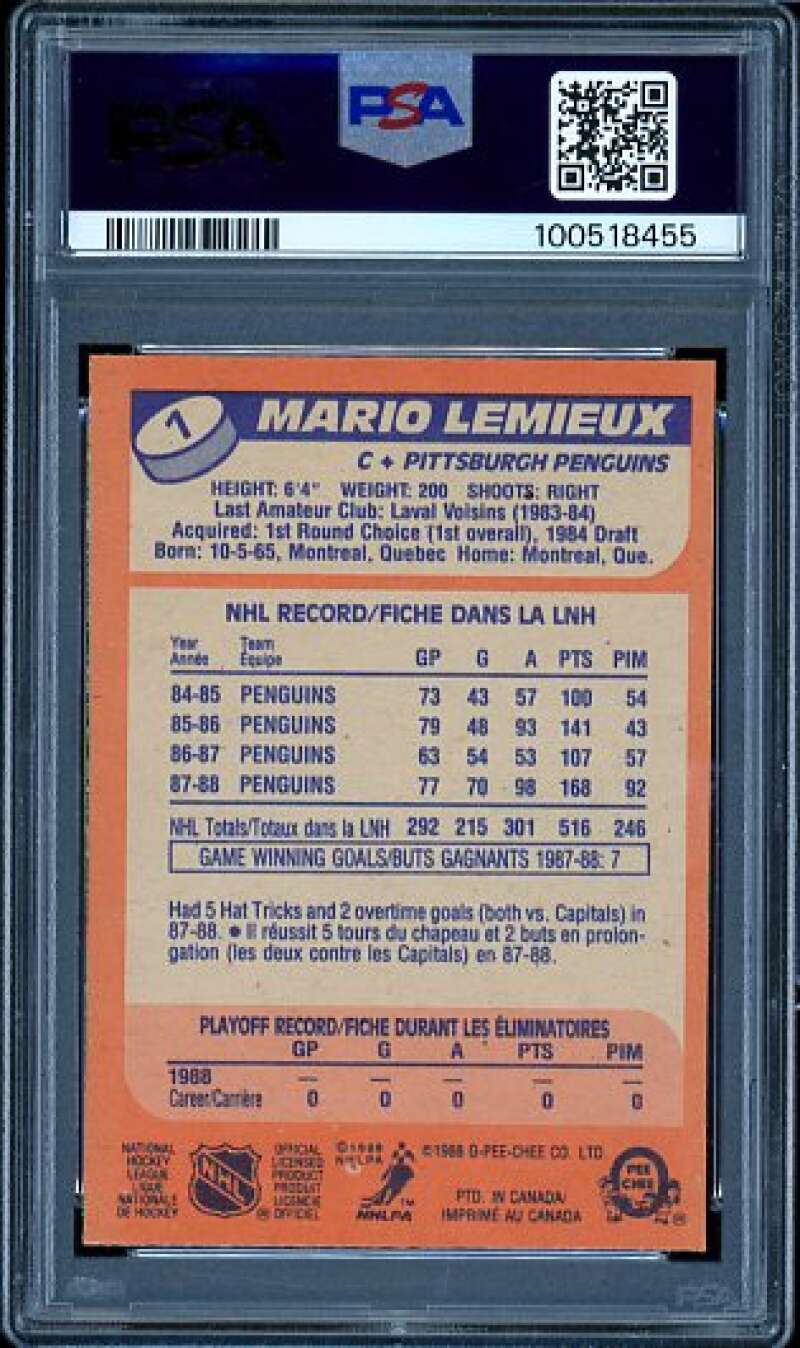 PSA
PSA
100518455
1
MARIO LEMIEUX
C + PITTSBURGH PENGUINS
HEIGHT: 6'4" WEIGHT: 200 SHOOTS: RIGHT
Last Amateur Club: Laval Voisins (1983-84)
Acquired: 1st Round Choice (1st overall), 1984 Draft
Born: 10-5-65, Montreal, Quebec Home: Montreal, Que.
NHL RECORD/FICHE DANS LA LNH
Year Team
Année Équipe GP G A PTS PIM
84-85 PENGUINS 73 43 57 100 54
85-86 PENGUINS 79 48 93 141 43
86-87 PENGUINS 63 54 53 107 57
87-88 PENGUINS 77 70 98 168 92
NHL Totals/Totaux dans la LNH 292 215 301 516 246
GAME WINNING GOALS/BUTS GAGNANTS 1987-88: 7
Had 5 Hat Tricks and 2 overtime goals (both vs. Capitals) in
87-88. ● Il réussit 5 tours du chapeau et 2 buts en prolon-
gation (les deux contre les Capitals) en 87-88.
PLAYOFF RECORD/FICHE DURANT LES ÉLIMINATOIRES
GP G A PTS PIM
1988 — — — — —
Career/Carrière 0 0 0 0 0
NATIONAL
HOCKEY
LEAGUE
LIGUE
NATIONALE
DE HOCKEY
NHL
®
OFFICIAL
LICENSED
PRODUCT
PRODUIT
LICENCIÉ
OFFICIEL
©1988
NHLPA
TM
NHLPA
©1988 O-PEE-CHEE CO. LTD.
PTD. IN CANADA/
IMPRIMÉ AU CANADA
O
PEE
CHEE
®
PSA